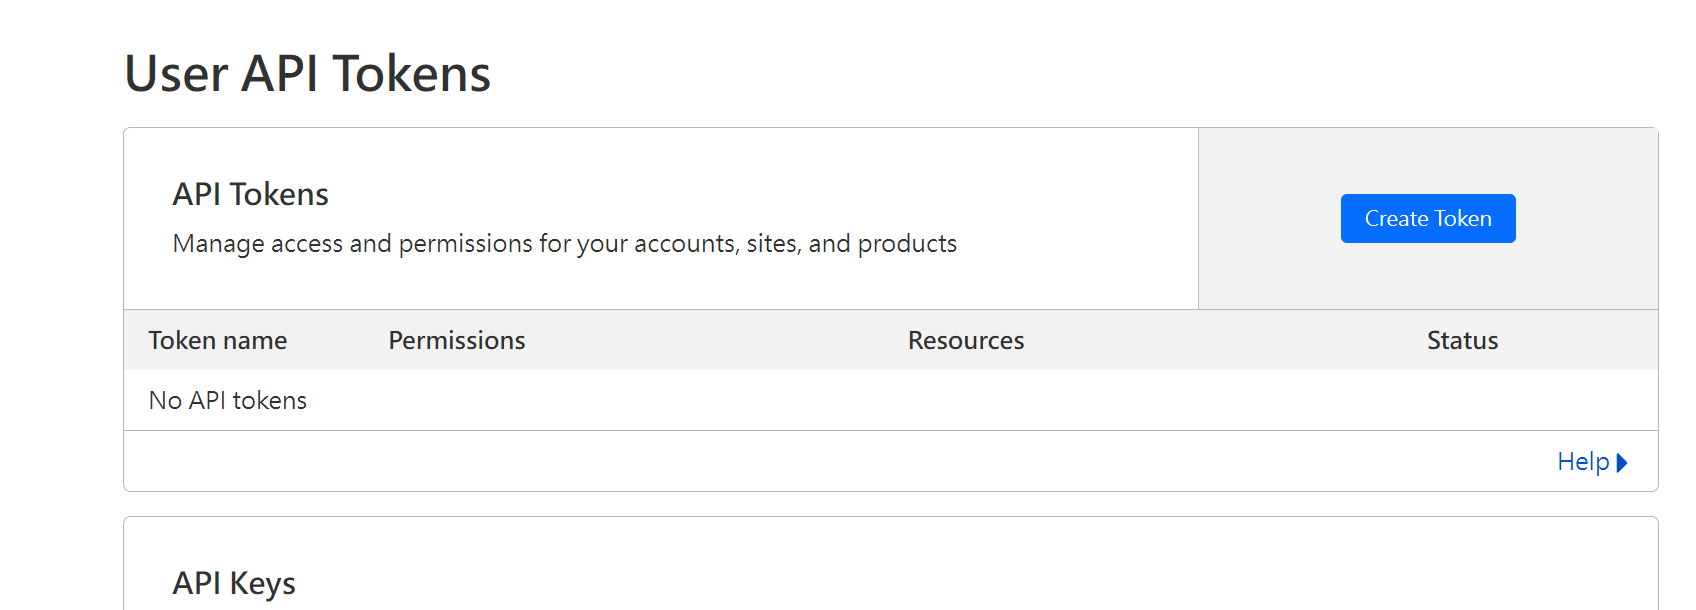 User API Tokens
API Tokens
Create Token
Manage access and permissions for your accounts, sites, and products
Token name Permissions Resources Status
No API tokens
Help
API Keys